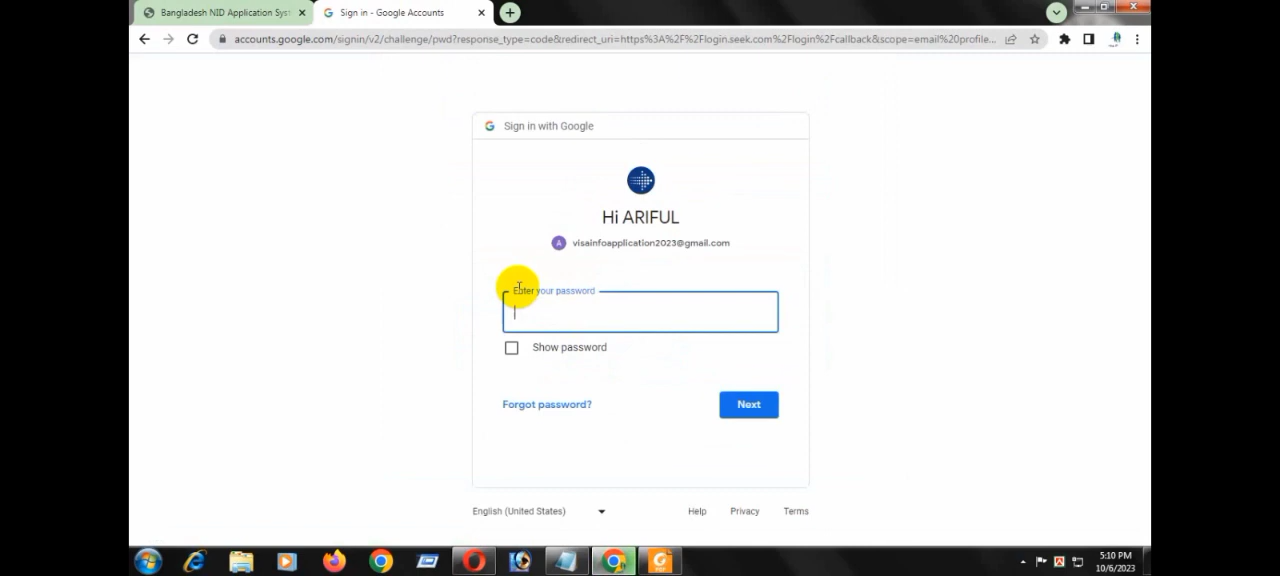 Bangladesh NID Application Syst
Sign in - Google Accounts
accounts.google.com/signin/v2/challenge/pwd?response_type=code&redirect_uri=https%3A%2F%2Flogin.seek.com%2Flogin%2Fcallback&scope=email%20profile...
Sign in with Google
Hi ARIFUL
A visainfoapplication2023@gmail.com
Enter your password
Show password
Forgot password?
Next
English (United States)
Help
Privacy
Terms
5:10 PM
10/6/2023